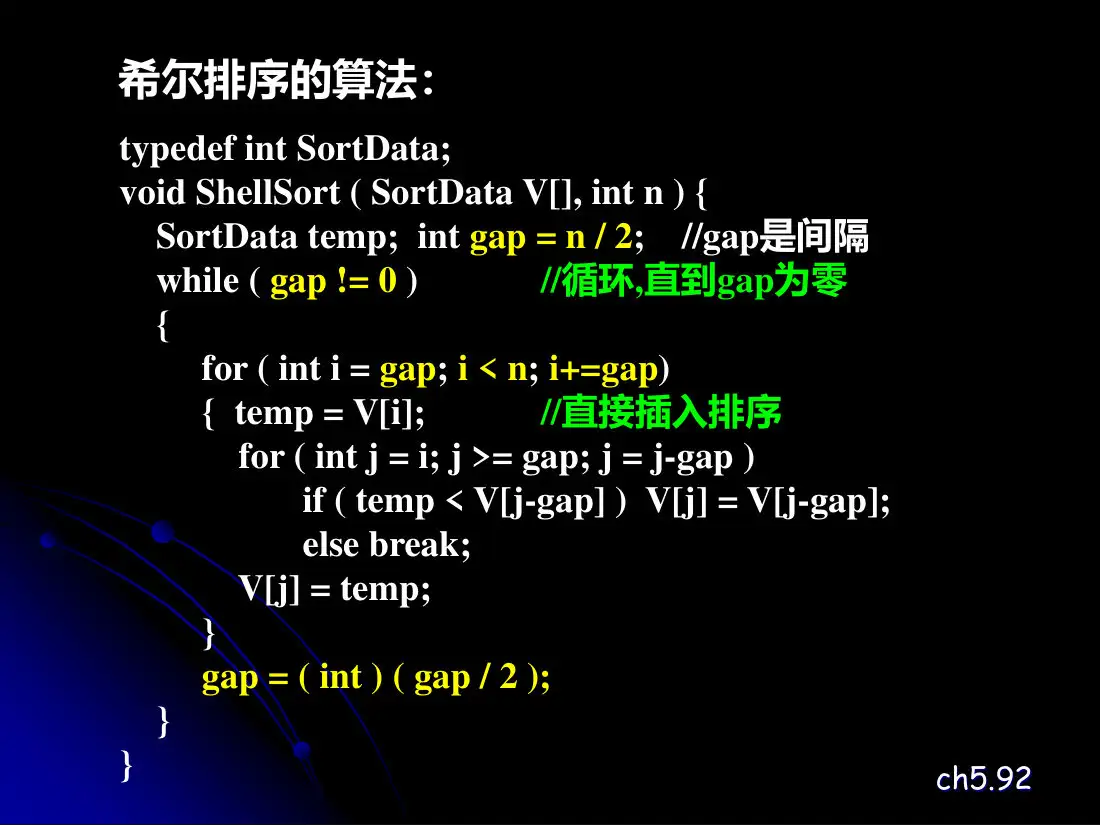 希尔排序的算法：
typedef int SortData;
void ShellSort ( SortData V[], int n ) {
SortData temp;  int gap = n / 2;    //gap是间隔
while ( gap != 0 )    //循环,直到gap为零
{
for ( int i = gap; i < n; i+=gap)
{  temp = V[i];    //直接插入排序
for ( int j = i; j >= gap; j = j-gap )
if ( temp < V[j-gap] )  V[j] = V[j-gap];
else break;
V[j] = temp;
}
gap = ( int ) ( gap / 2 );
}
}
ch5.92